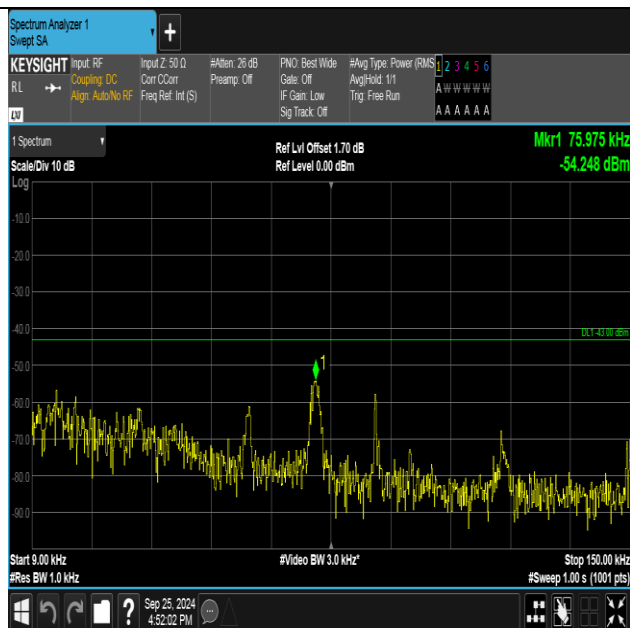 Spectrum Analyzer 1
Swept SA
+
KEYSIGHT Input: RF Input Z: 50 Ω #Atten: 26 dB PNO: Best Wide #Avg Type: Power (RMS 1 2 3 4 5 6
RL Coupling: DC Corr CCorr Preamp: Off Gate: Off Avg|Hold: 1/1 A W W W W W
Align: Auto/No RF Freq Ref: Int (S) IF Gain: Low Trig: Free Run
LXI Sig Track: Off A A A A A A
1 Spectrum Ref Lvl Offset 1.70 dB Mkr1 75.975 kHz
Scale/Div 10 dB Ref Level 0.00 dBm -54.248 dBm
Log
-10.0
-20.0
-30.0
-40.0
DL1 -43.00 dBm
1
-50.0
-60.0
-70.0
-80.0
-90.0
Start 9.00 kHz #Video BW 3.0 kHz* Stop 150.00 kHz
#Res BW 1.0 kHz #Sweep 1.00 s (1001 pts)
? Sep 25, 2024
4:52:02 PM